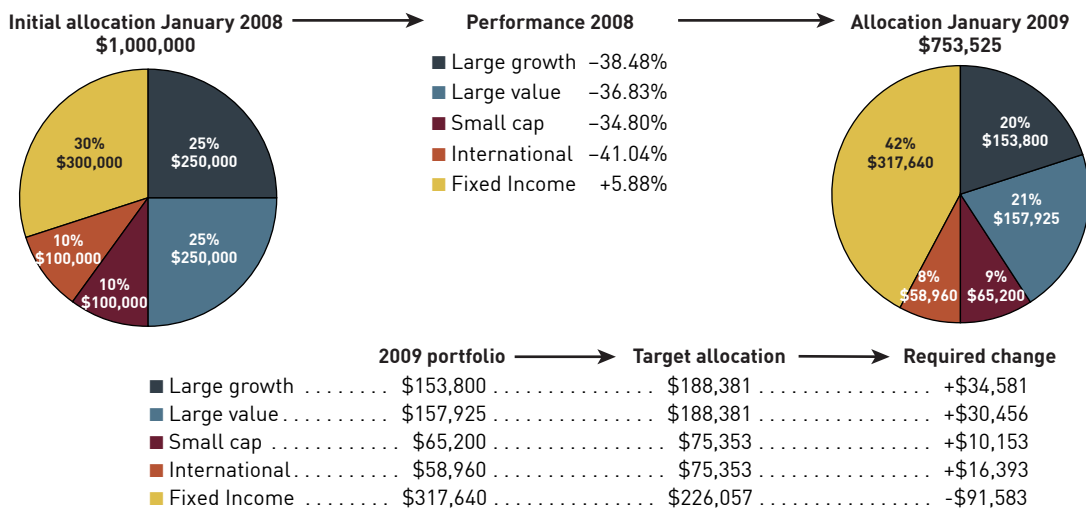 Initial allocation January 2008
$1,000,000
Performance 2008
Allocation January 2009
$753,525
Large growth –38.48%
Large value –36.83%
Small cap –34.80%
International –41.04%
Fixed Income +5.88%
30%
$300,000
25%
$250,000
10%
$100,000
25%
$250,000
10%
$100,000
42%
$317,640
20%
$153,800
21%
$157,925
8%
$58,960
9%
$65,200
2009 portfolio Target allocation Required change
Large growth . . . . . . . . $153,800 . . . . . . . . . . . . . . . $188,381 . . . . . . . . . . . . . . . +$34,581
Large value . . . . . . . . . $157,925 . . . . . . . . . . . . . . . $188,381 . . . . . . . . . . . . . . . +$30,456
Small cap . . . . . . . . . . . $65,200 . . . . . . . . . . . . . . . $75,353 . . . . . . . . . . . . . . . +$10,153
International . . . . . . . . . $58,960 . . . . . . . . . . . . . . . $75,353 . . . . . . . . . . . . . . . +$16,393
Fixed Income . . . . . . . . $317,640 . . . . . . . . . . . . . . . $226,057 . . . . . . . . . . . . . . . -$91,583